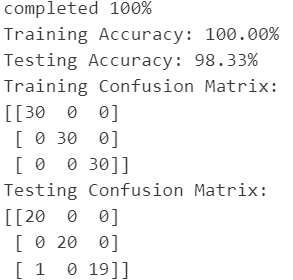 completed 100%
Training Accuracy: 100.00%
Testing Accuracy: 98.33%
Training Confusion Matrix:
[[30  0  0]
 [ 0 30  0]
 [ 0  0 30]]
Testing Confusion Matrix:
[[20  0  0]
 [ 0 20  0]
 [ 1  0 19]]